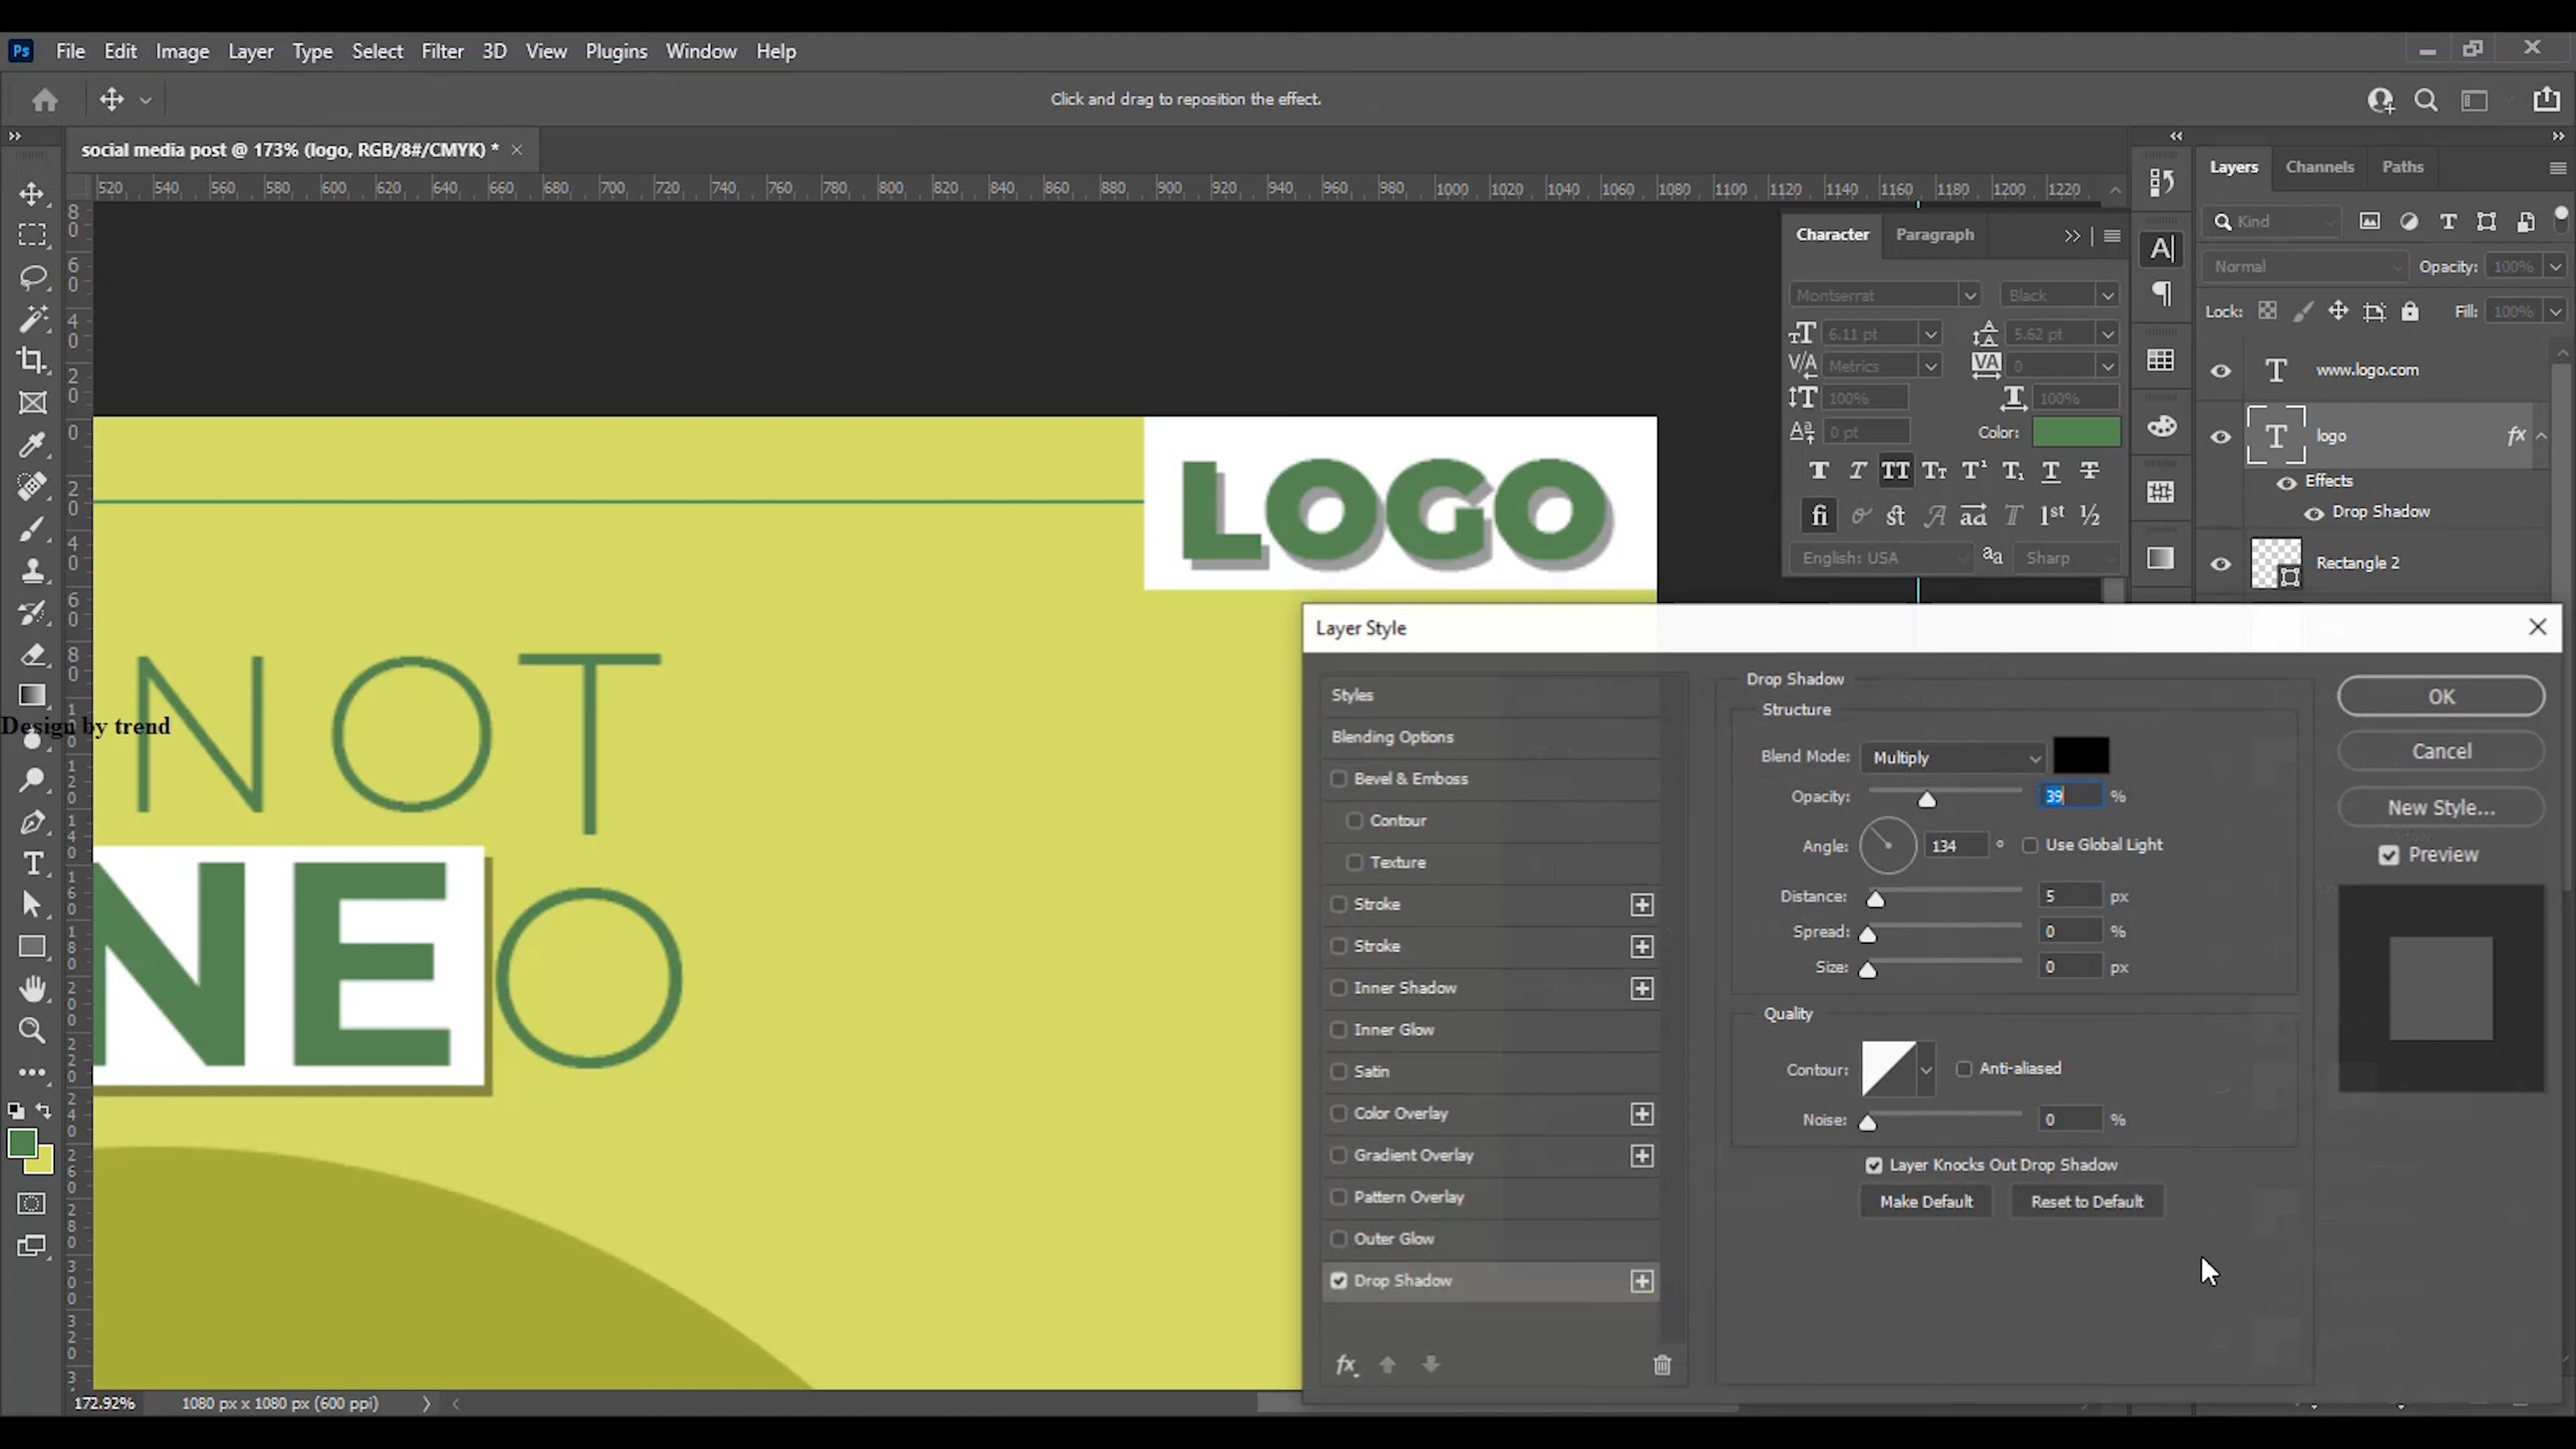 Ps File Edit Image Layer Type Select Filter 3D View Plugins Window Help
Click and drag to reposition the effect.
social media post @ 173% (logo, RGB/8#/CMYK) *
520 540 560 580 600 620 640 660 680 700 720 740 760 780 800 820 840 860 880 900 920 940 960 980 1000 1020 1040 1060 1080 1100 1120 1140 1160 1180 1200 1220
LOGO
NOT
NEO
Design by trend
Character Paragraph
Montserrat Black
6.11 pt 5.62 pt
Metrics 0
100% 100%
0 pt Color:
English: USA Sharp
Layers Channels Paths
Kind
Normal Opacity: 100%
Lock: Fill: 100%
www.logo.com
logo fx
Effects
Drop Shadow
Rectangle 2
Layer Style
Styles
Blending Options
Bevel & Emboss
Contour
Texture
Stroke
Stroke
Inner Shadow
Inner Glow
Satin
Color Overlay
Gradient Overlay
Pattern Overlay
Outer Glow
Drop Shadow
fx
Drop Shadow
Structure
Blend Mode: Multiply
Opacity: 39 %
Angle: 134 ° Use Global Light
Distance: 5 px
Spread: 0 %
Size: 0 px
Quality
Contour: Anti-aliased
Noise: 0 %
Layer Knocks Out Drop Shadow
Make Default Reset to Default
OK
Cancel
New Style...
Preview
172.92% 1080 px x 1080 px (600 ppi)